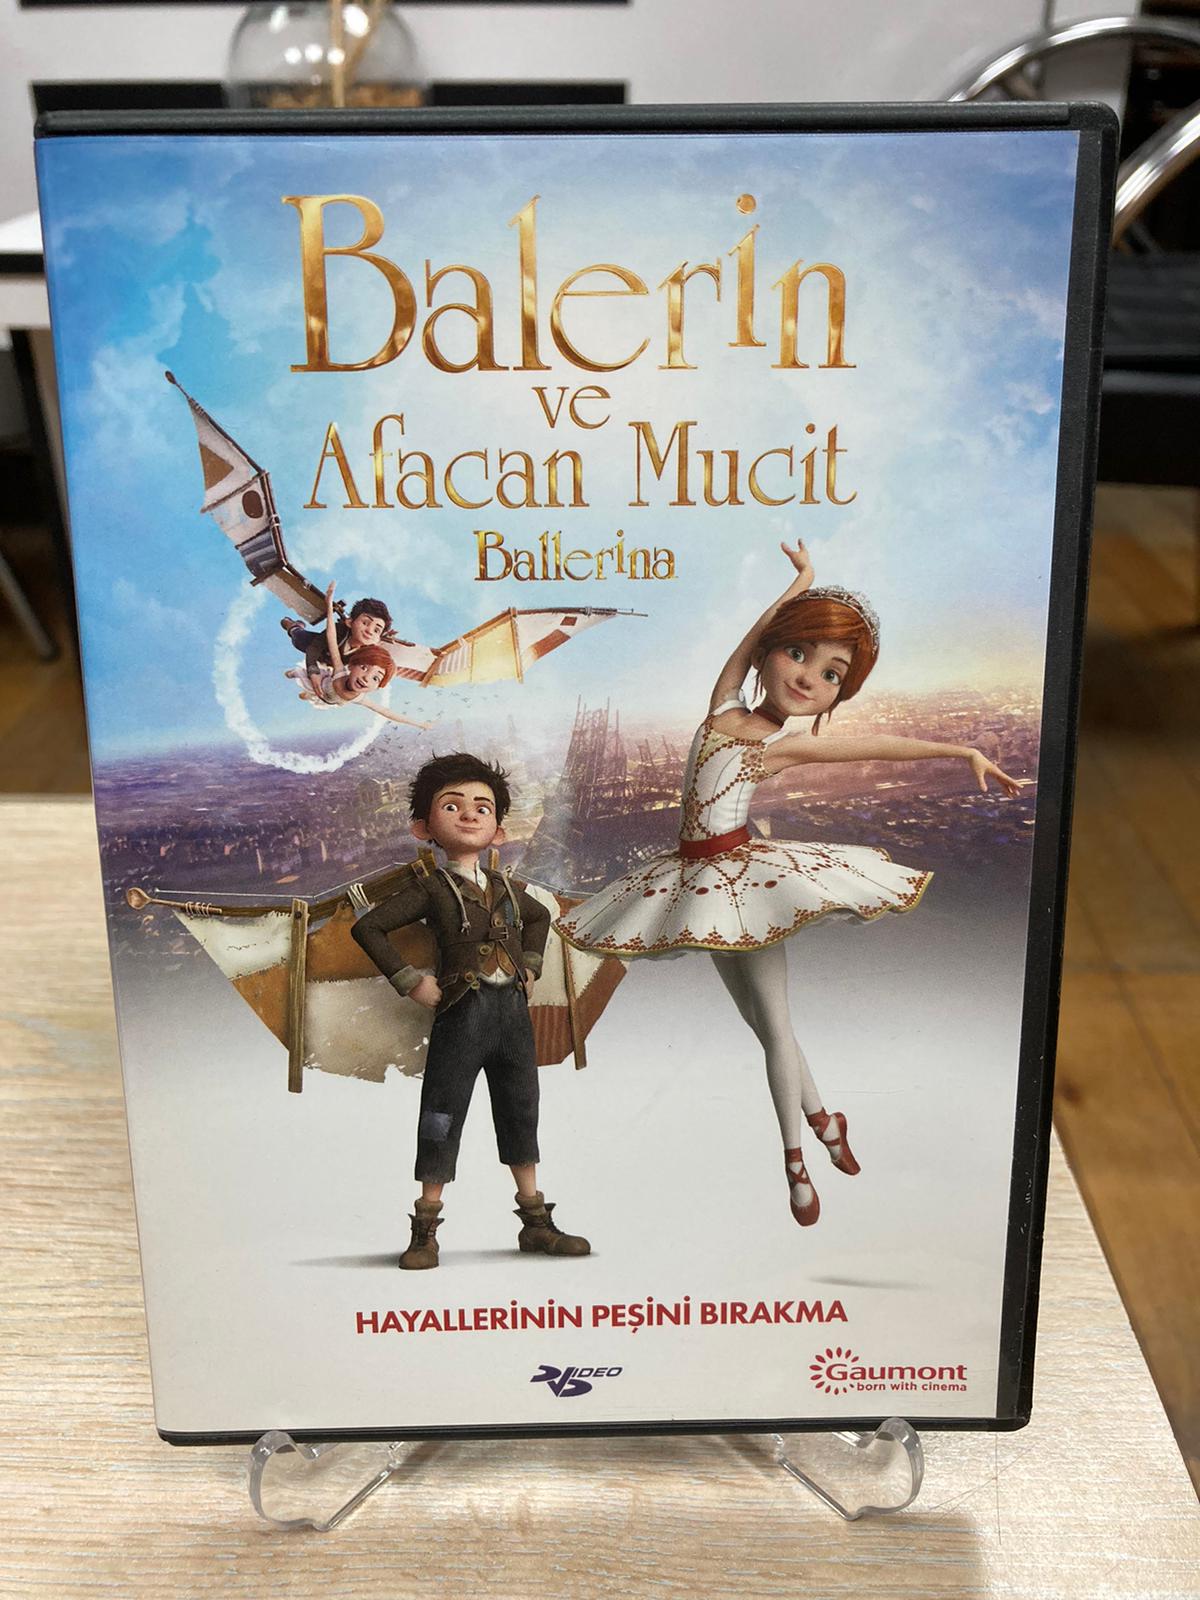 Balerin
ve
Afacan Mucit
Ballerina
HAYALLERİNİN PEŞİNİ BIRAKMA
VIDEO
Gaumont
born with cinema